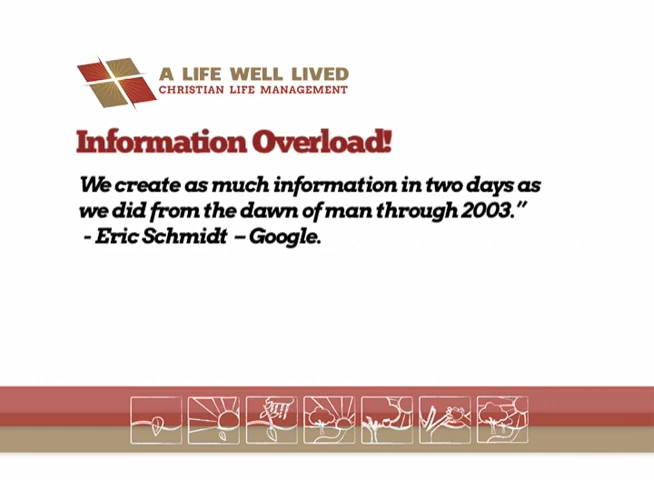 A LIFE WELL LIVED
CHRISTIAN LIFE MANAGEMENT
Information Overload!
We create as much information in two days as
we did from the dawn of man through 2003.”
- Eric Schmidt – Google.